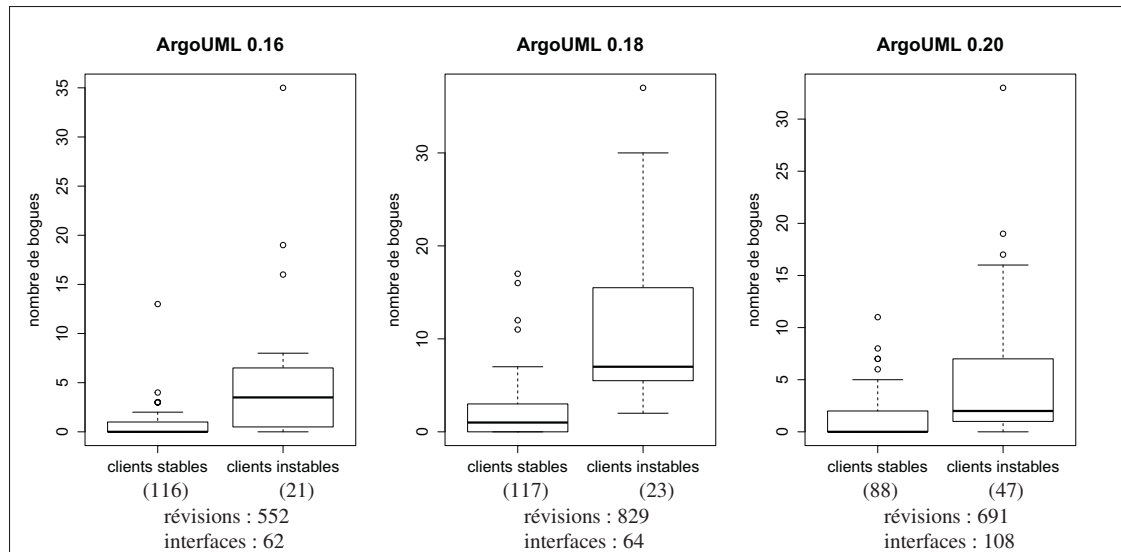 ArgoUML 0.16
nombre de bogues
35
30
25
20
15
10
5
0
clients stables clients instables
(116) (21)
révisions : 552
interfaces : 62
ArgoUML 0.18
nombre de bogues
30
20
10
0
clients stables clients instables
(117) (23)
révisions : 829
interfaces : 64
ArgoUML 0.20
nombre de bogues
30
25
20
15
10
5
0
clients stables clients instables
(88) (47)
révisions : 691
interfaces : 108